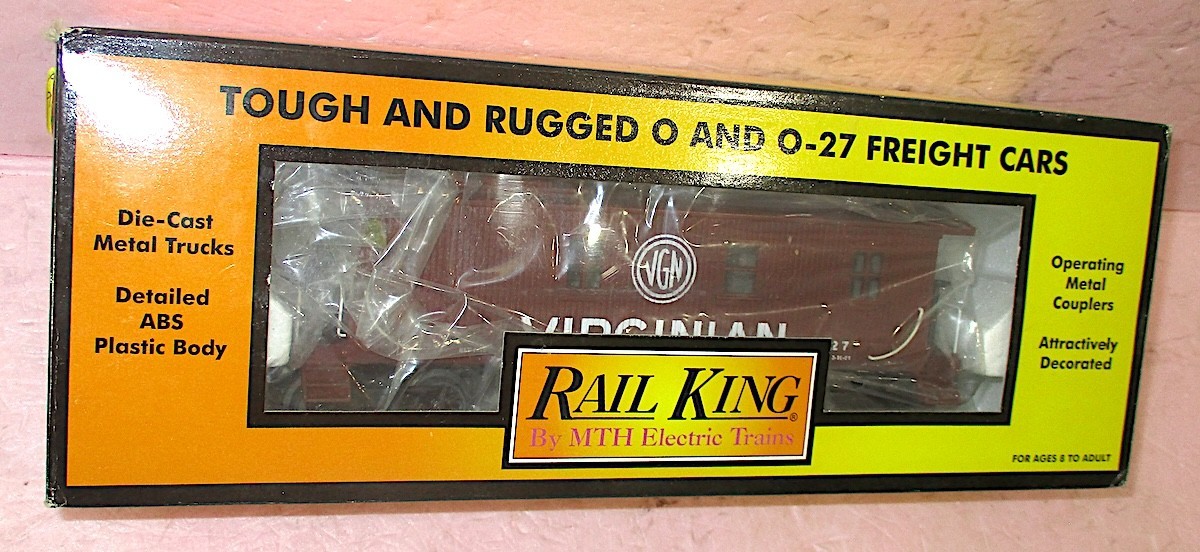 TOUGH AND RUGGED O AND O-27 FREIGHT CARS
Die-Cast
Metal Trucks
Detailed
ABS
Plastic Body
VGN
VIRGINIAN
27
Operating
Metal
Couplers
Attractively
Decorated
RAIL KING®
By MTH Electric Trains
FOR AGES 8 TO ADULT